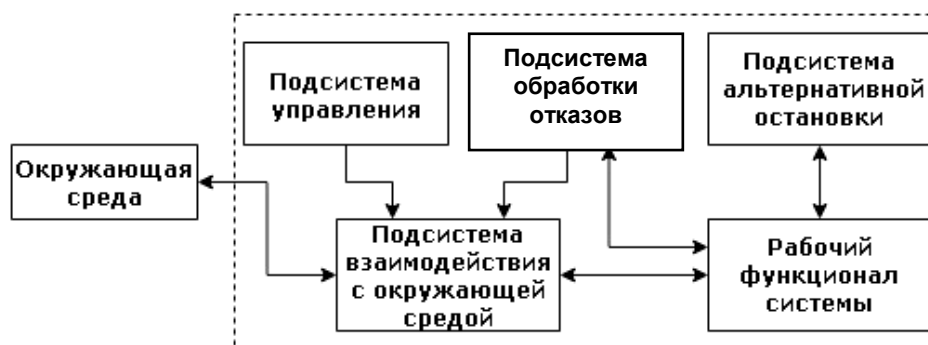 Подсистема
управления
Подсистема
обработки
отказов
Подсистема
альтернативной
остановки
Окружающая
среда
Подсистема
взаимодействия
с окружающей
средой
Рабочий
функционал
системы